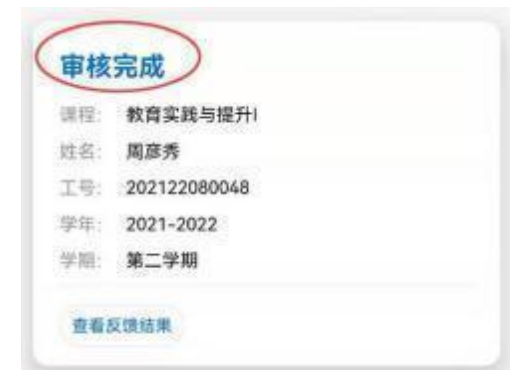 审核完成
课程: 教育实践与提升I
姓名: 周彦秀
工号: 202122080048
学年: 2021-2022
学期: 第二学期
查看反馈结果